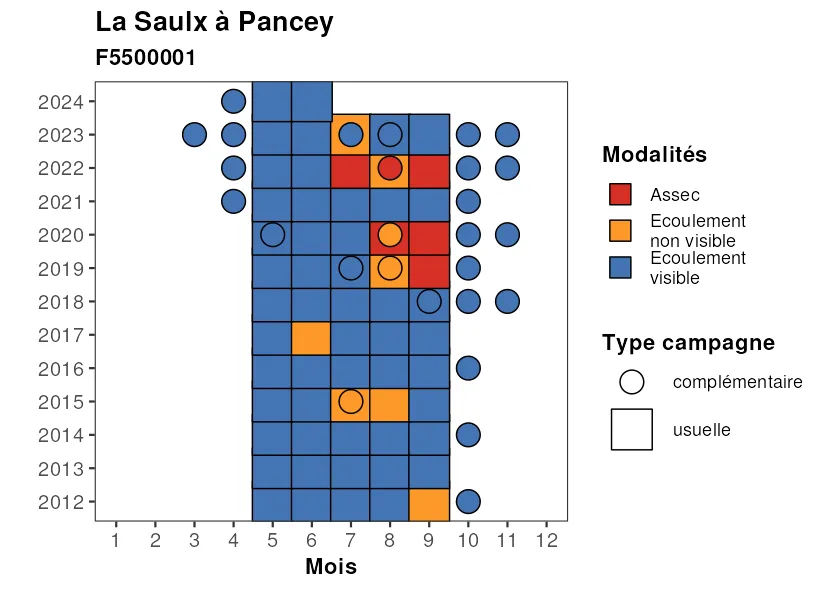 La Saulx à Pancey
F5500001
2024
2023
2022
2021
2020
2019
2018
2017
2016
2015
2014
2013
2012
1 2 3 4 5 6 7 8 9 10 11 12
Mois
Modalités
Assec
Ecoulement
non visible
Ecoulement
visible
Type campagne
complémentaire
usuelle